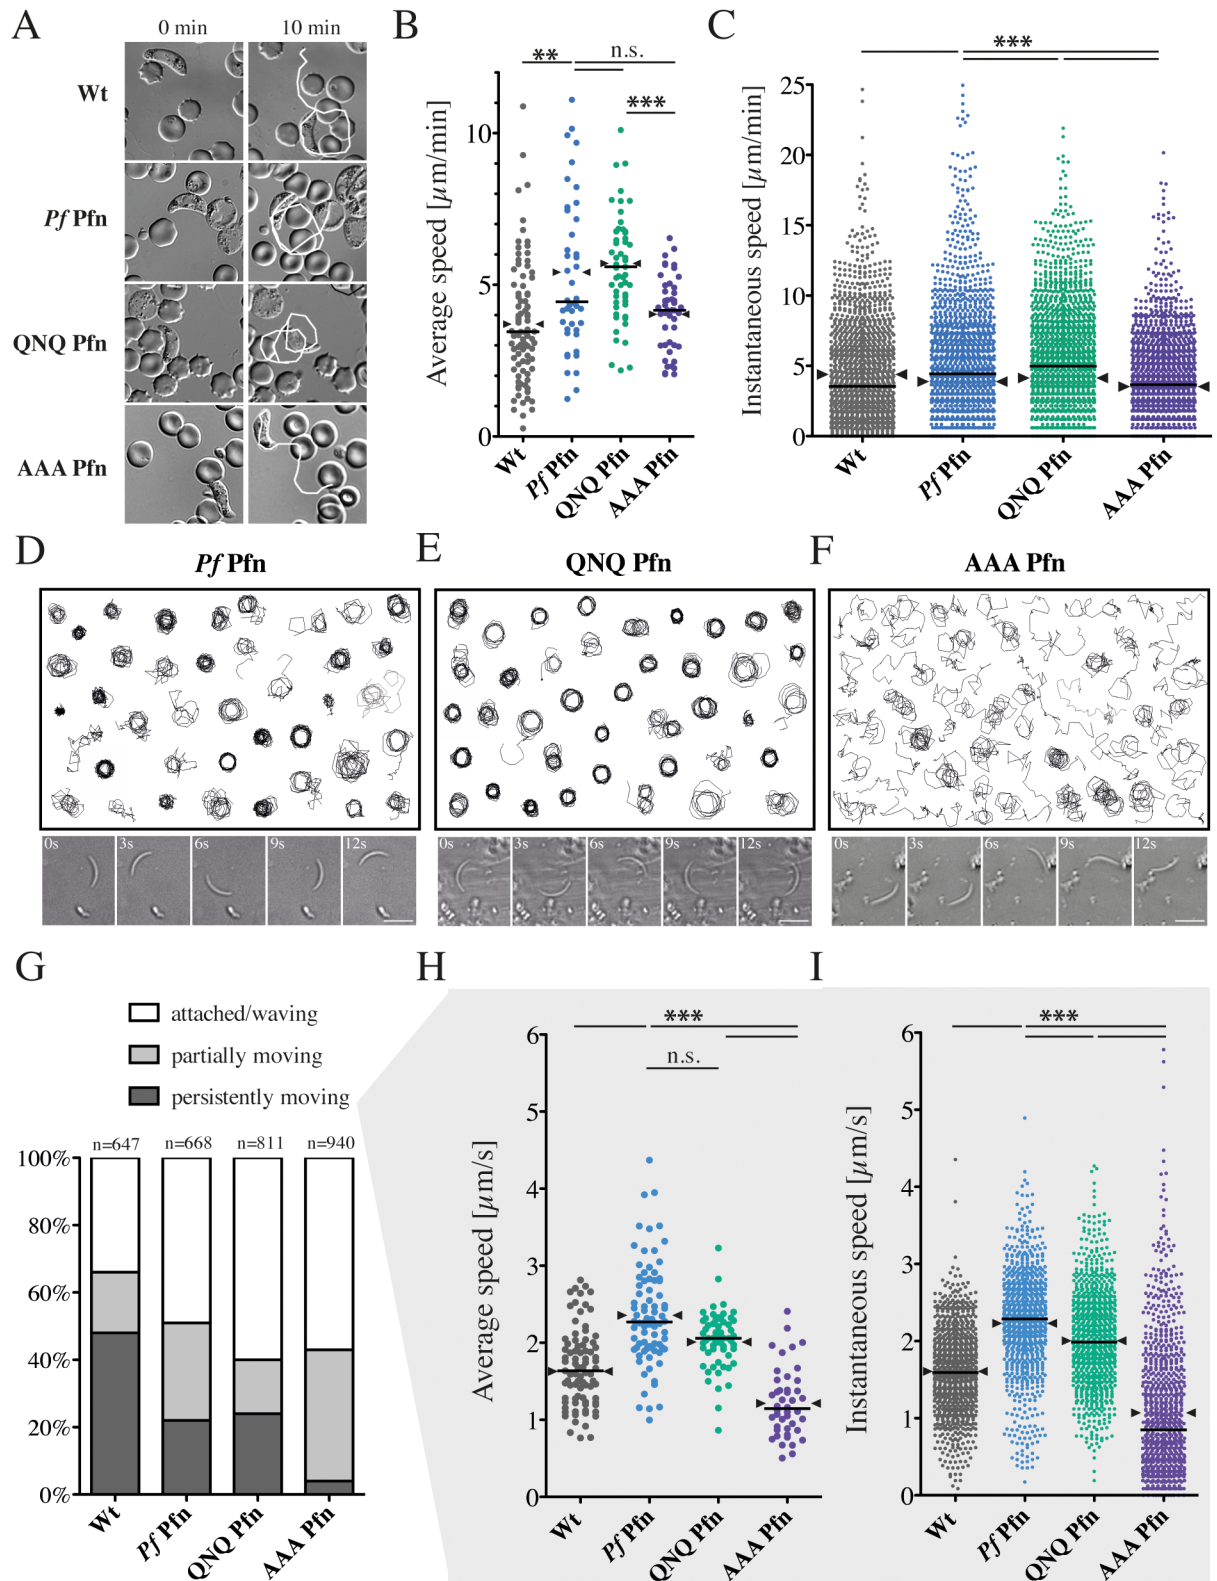 A
0 min
10 min
Wt
Pf Pfn
QNQ Pfn
AAA Pfn
B
n.s.
**
***
Average speed [µm/min]
10
5
0
Wt
Pf Pfn
QNQ Pfn
AAA Pfn
C
***
Instantaneous speed [µm/min]
25
20
15
10
5
0
Wt
Pf Pfn
QNQ Pfn
AAA Pfn
D
Pf Pfn
0s
3s
6s
9s
12s
E
QNQ Pfn
0s
3s
6s
9s
12s
F
AAA Pfn
0s
3s
6s
9s
12s
G
attached/waving
partially moving
persistently moving
n=647
n=668
n=811
n=940
100%
80%
60%
40%
20%
0%
Wt
Pf Pfn
QNQ Pfn
AAA Pfn
H
***
n.s.
Average speed [µm/s]
6
5
4
3
2
1
0
Wt
Pf Pfn
QNQ Pfn
AAA Pfn
I
***
Instantaneous speed [µm/s]
6
5
4
3
2
1
0
Wt
Pf Pfn
QNQ Pfn
AAA Pfn